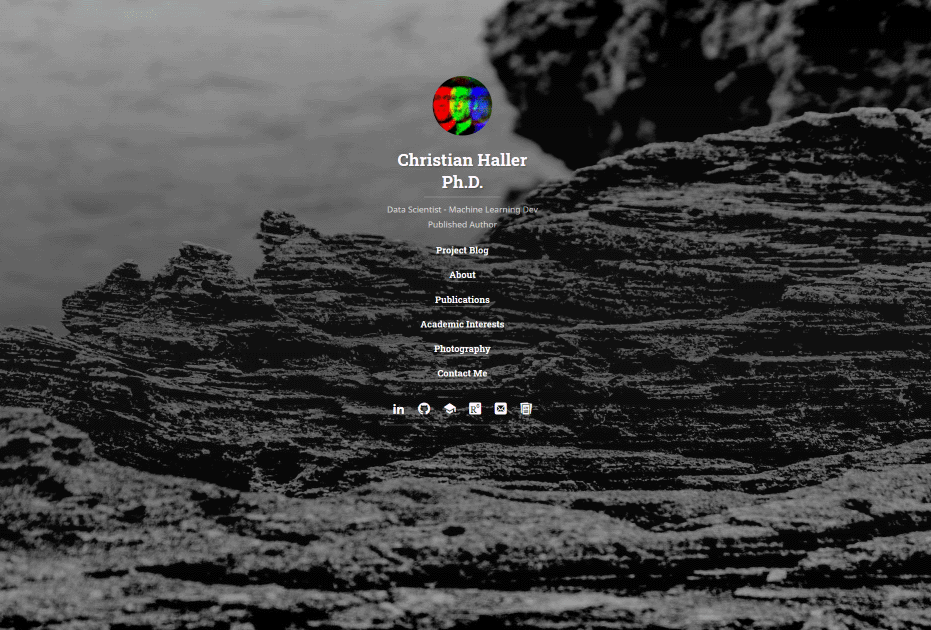 Christian Haller
Ph.D.
Data Scientist - Machine Learning Dev
Published Author
Project Blog
About
Publications
Academic Interests
Photography
Contact Me